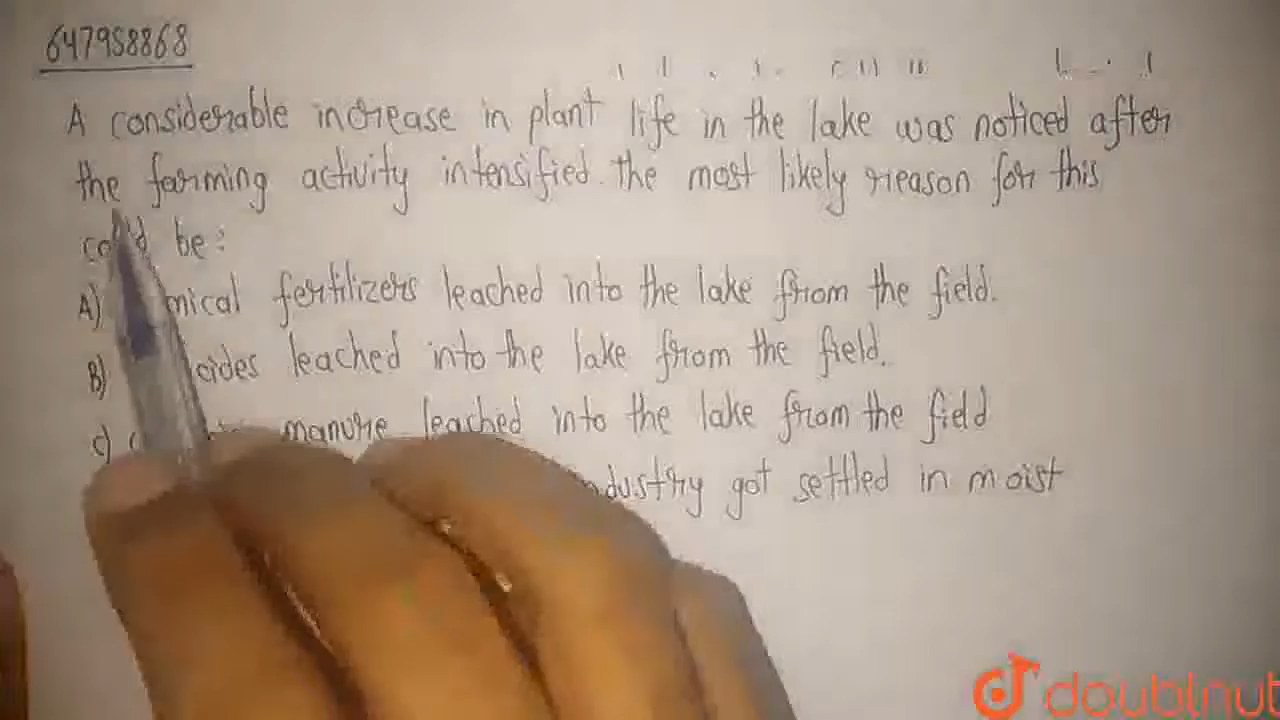 647958868
A considerable increase in plant life in the lake was noticed after
the farming activity intensified. the most likely reason for this
be:
A) fertilizers leached into the lake from the field.
B) leached into the lake from the field.
c) manure leached into the lake from the field
got settled in moist
doubtnut